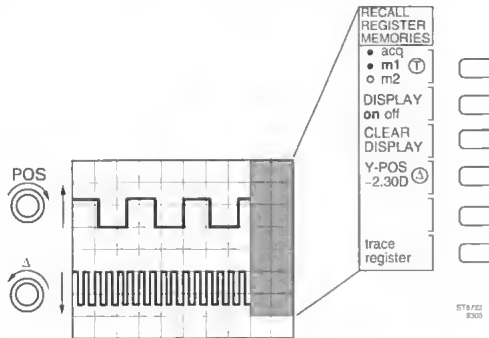 RECALL
REGISTER
MEMORIES
acq
m1 T
m2
DISPLAY
on off
CLEAR
DISPLAY
Y-POS
-2.30D Δ
trace
register
POS
Δ